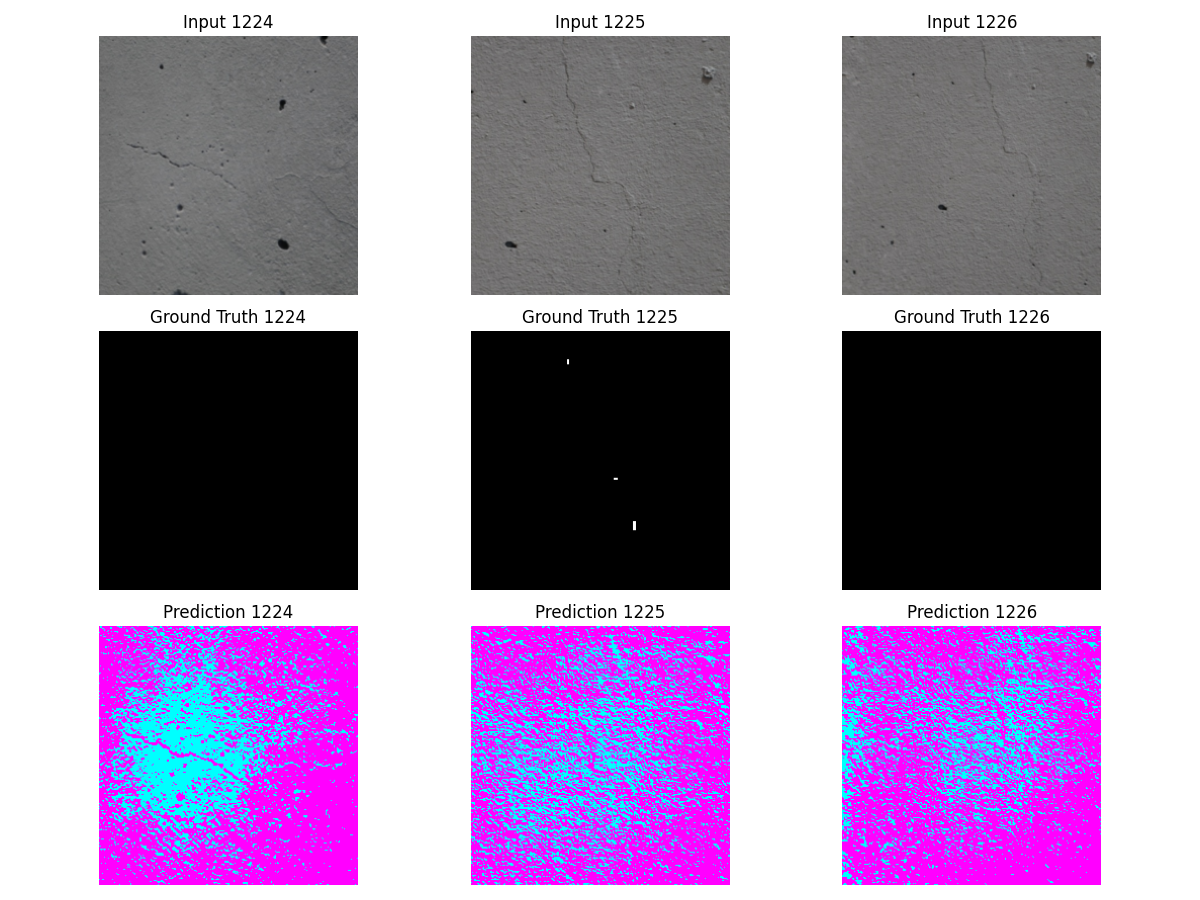 Input 1224
Input 1225
Input 1226
Ground Truth 1224
Ground Truth 1225
Ground Truth 1226
Prediction 1224
Prediction 1225
Prediction 1226